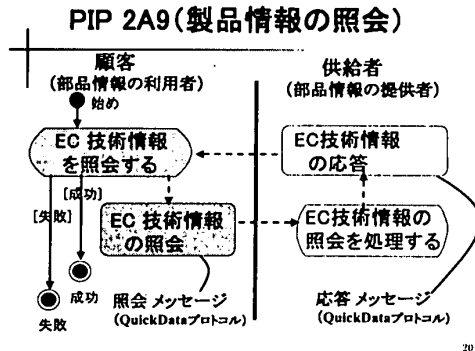 PIP 2A9(製品情報の照会)
顧客
(部品情報の利用者)
供給者
(部品情報の提供者)
始め
EC 技術情報
を照会する
EC技術情報
の応答
[成功]
[失敗]
EC 技術情報
の照会
EC技術情報の
照会を処理する
成功
失敗
照会 メッセージ
(QuickDataプロトコル)
応答 メッセージ
(QuickDataプロトコル)
20